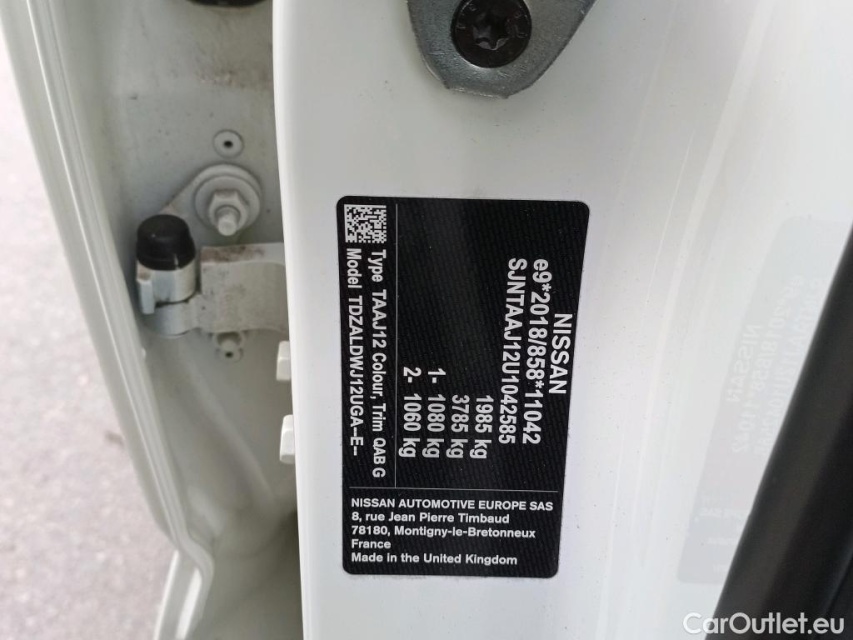 NISSAN
e9*2018/858*11042
SJNTAAJ12U1042585
1985 kg
3785 kg
1- 1080 kg
2- 1060 kg
Type TAAJ12 Colour, Trim QAB G
Model TDZALDWJ12UGA-E--
NISSAN AUTOMOTIVE EUROPE SAS
8, rue Jean Pierre Timbaud
78180, Montigny-le-Bretonneux
France
Made in the United Kingdom
CarOutlet.eu